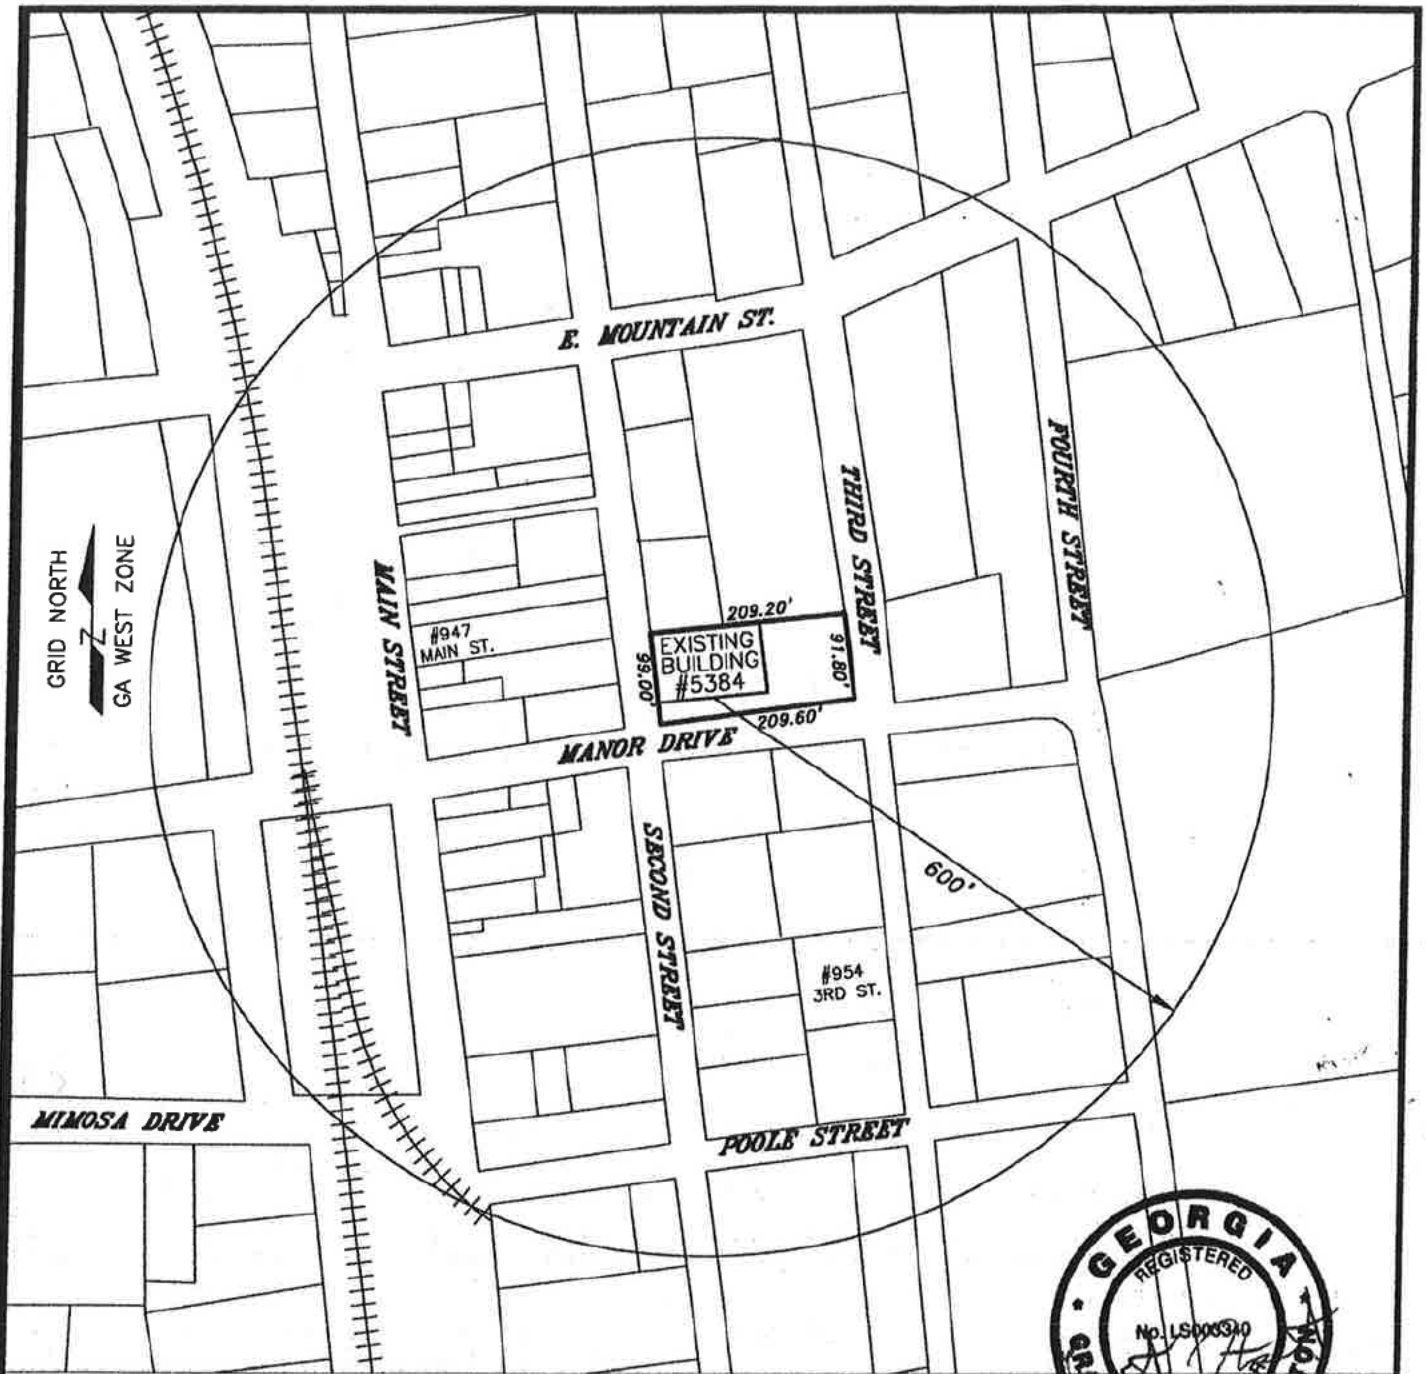 E. MOUNTAIN ST.
FOURTH STREET
THIRD STREET
GRID NORTH
GA WEST ZONE
MAIN STREET
#947
MAIN ST.
209.20'
EXISTING
BUILDING
#5384
99.00'
91.80'
209.60'
MANOR DRIVE
SECOND STREET
600'
#954
3RD ST.
MIMOSA DRIVE
POOLE STREET
GEORGIA
REGISTERED
No. LS000340